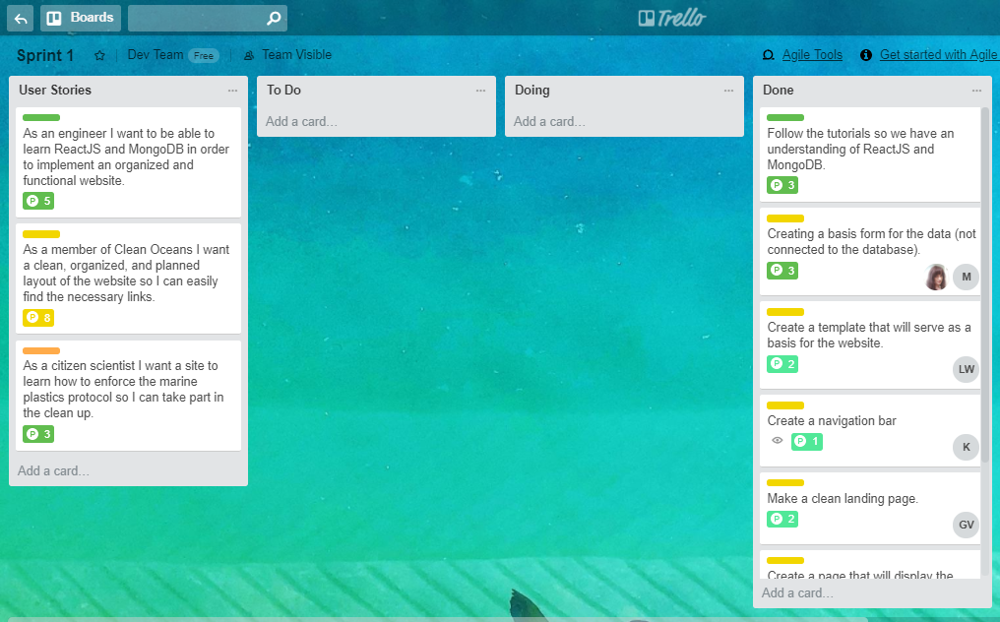 Boards
Trello
Sprint 1
Dev Team Free
Team Visible
Agile Tools
Get started with Agile
User Stories ...
As an engineer I want to be able to
learn ReactJS and MongoDB in order
to implement an organized and
functional website.
P 5
As a member of Clean Oceans I want
a clean, organized, and planned
layout of the website so I can easily
find the necessary links.
P 8
As a citizen scientist I want a site to
learn how to enforce the marine
plastics protocol so I can take part in
the clean up.
P 3
Add a card...
To Do ...
Add a card...
Doing ...
Add a card...
Done ...
Follow the tutorials so we have an
understanding of ReactJS and
MongoDB.
P 3
Creating a basis form for the data (not
connected to the database).
P 3
M
Create a template that will serve as a
basis for the website.
P 2
LW
Create a navigation bar
P 1
K
Make a clean landing page.
P 2
GV
Create a page that will display the
Add a card...